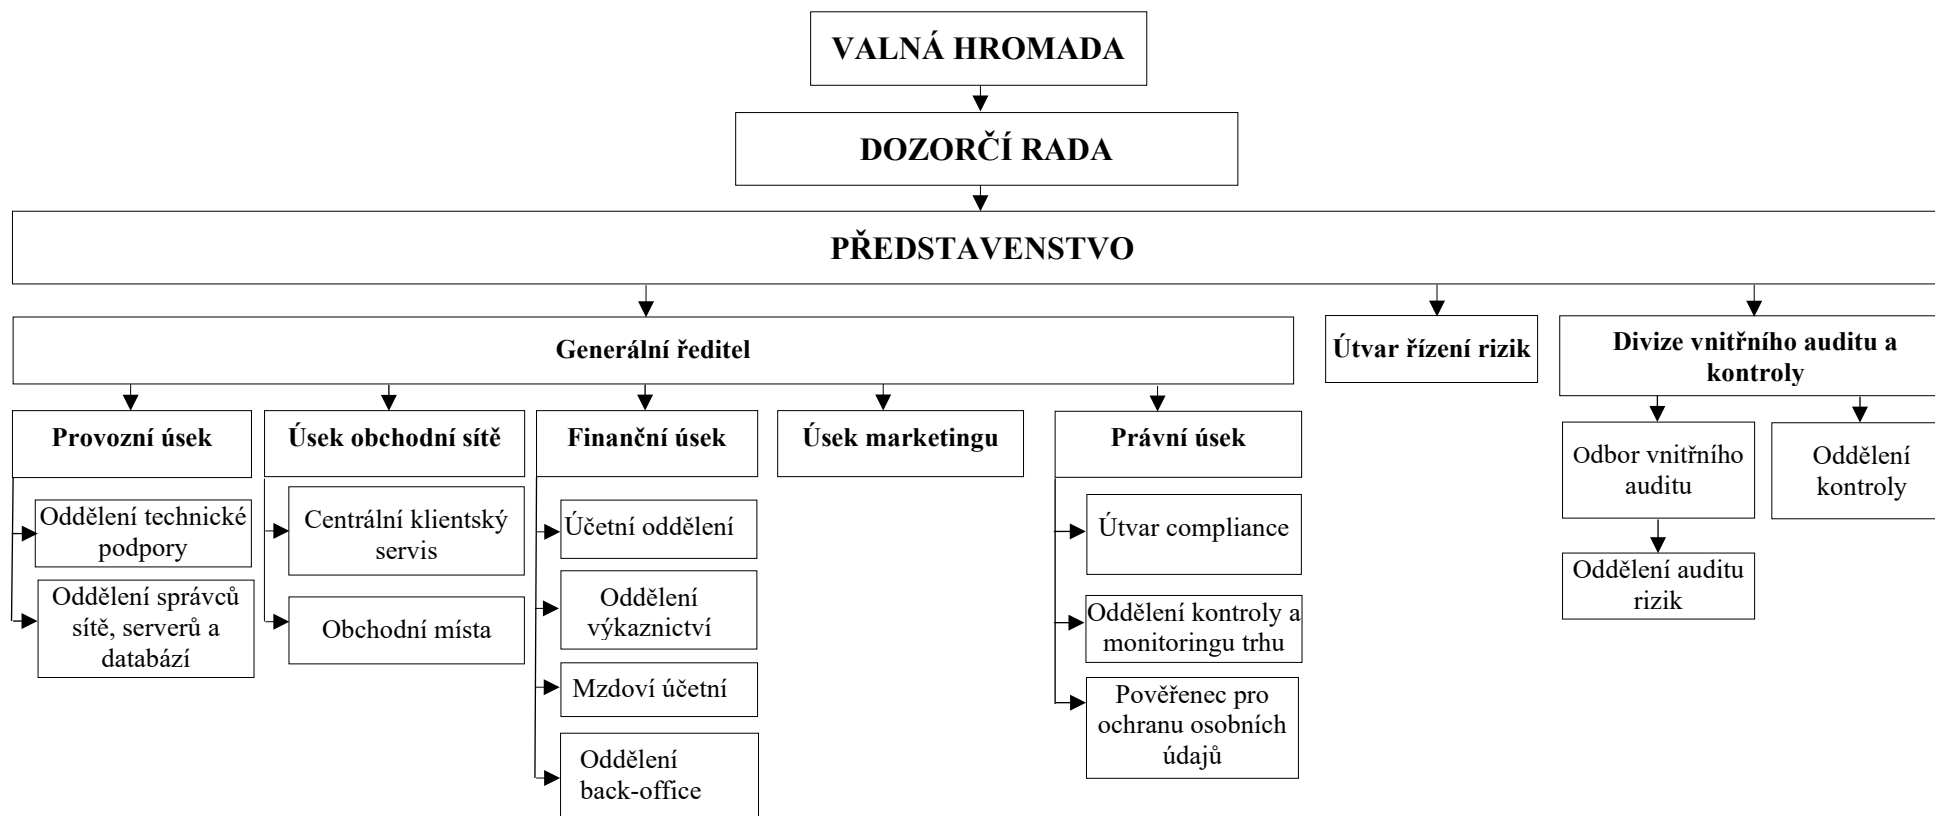 VALNÁ HROMADA
DOZORČÍ RADA
PŘEDSTAVENSTVO
Generální ředitel
Útvar řízení rizik
Divize vnitřního auditu a
kontroly
Provozní úsek
Úsek obchodní sítě
Finanční úsek
Úsek marketingu
Právní úsek
Odbor vnitřního
auditu
Oddělení
kontroly
Oddělení technické
podpory
Oddělení správců
sítě, serverů a
databází
Centrální klientský
servis
Obchodní místa
Účetní oddělení
Oddělení
výkaznictví
Mzdoví účetní
Oddělení
back-office
Útvar compliance
Oddělení kontroly a
monitoringu trhu
Pověřenec pro
ochranu osobních
údajů
Oddělení auditu
rizik